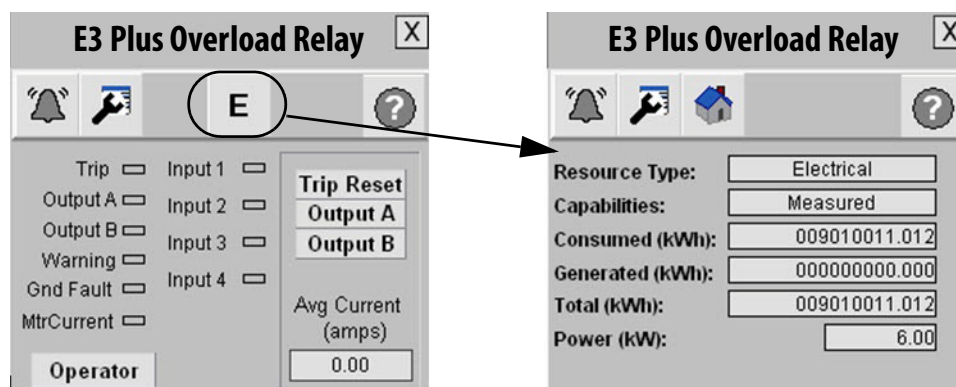 E3 Plus Overload Relay
X
E
?
Trip
Output A
Output B
Warning
Gnd Fault
MtrCurrent
Input 1
Input 2
Input 3
Input 4
Trip Reset
Output A
Output B
Avg Current
(amps)
0.00
Operator
E3 Plus Overload Relay
X
?
Resource Type: Electrical
Capabilities: Measured
Consumed (kWh): 009010011.012
Generated (kWh): 000000000.000
Total (kWh): 009010011.012
Power (kW): 6.00